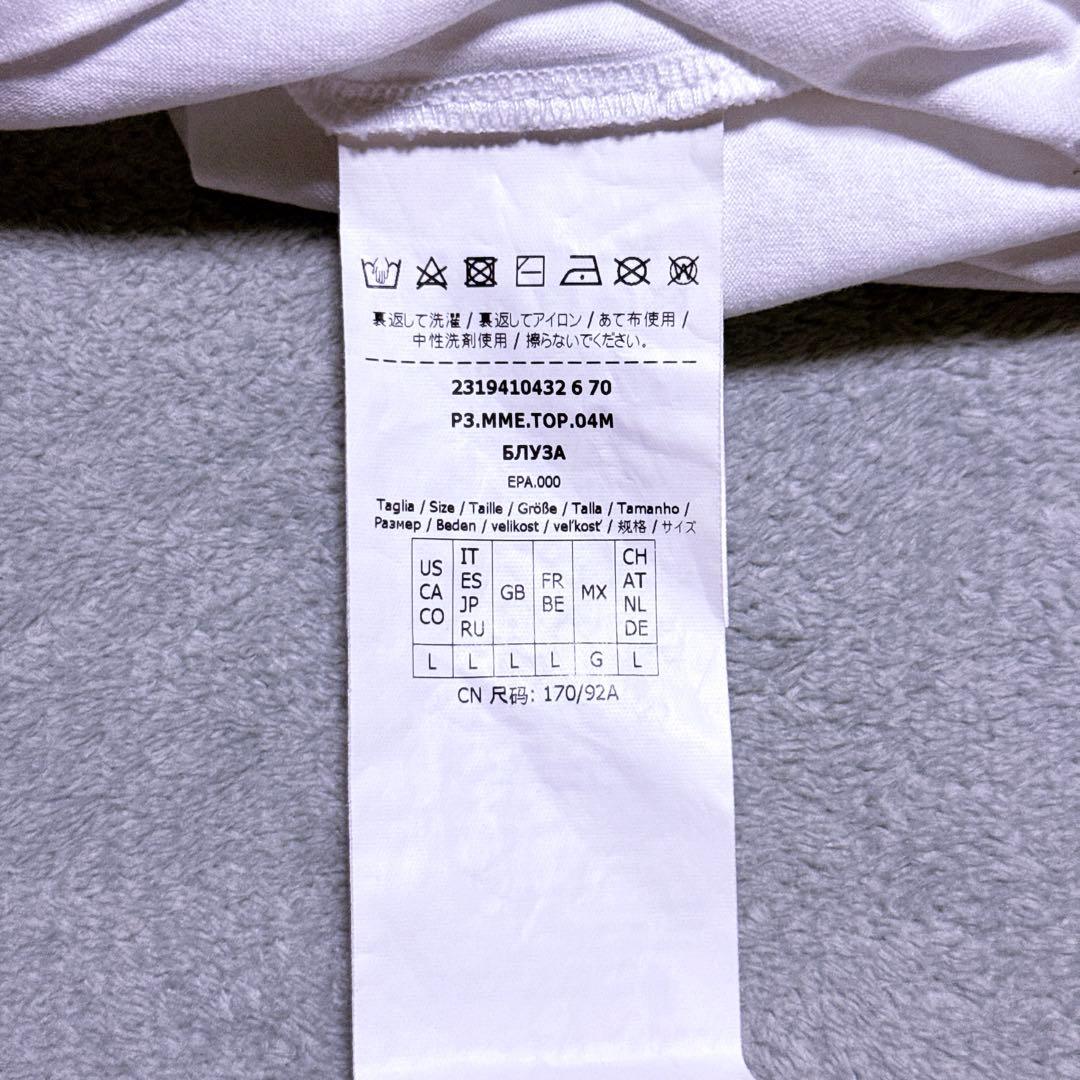 裏返して洗濯 / 裏返してアイロン / あて布使用 /
中性洗剤使用 / 擦らないでください。
2319410432 6 70
P3.MME.TOP.04M
БЛУЗА
EPA.000
Taglia / Size / Taille / Größe / Talla / Tamanho /
Размер / Beden / velikost / veľkosť / 规格 / サイズ
US CA CO IT ES JP RU GB FR BE MX CH AT NL DE
L L L L G L
CN 尺码: 170/92A